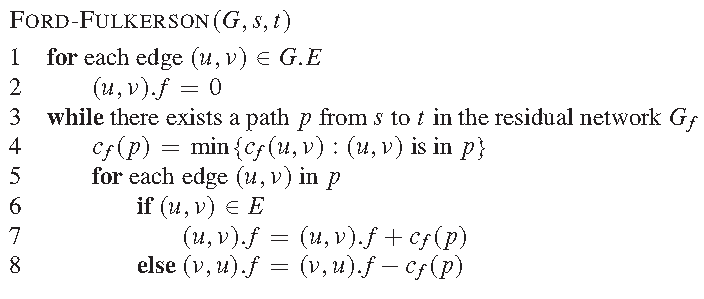 FORD-FULKERSON(G, s, t)
1 for each edge (u, v) ∈ G.E
2 (u, v).f = 0
3 while there exists a path p from s to t in the residual network G_f
4 c_f(p) = min {c_f(u, v) : (u, v) is in p}
5 for each edge (u, v) in p
6 if (u, v) ∈ E
7 (u, v).f = (u, v).f + c_f(p)
8 else (v, u).f = (v, u).f − c_f(p)